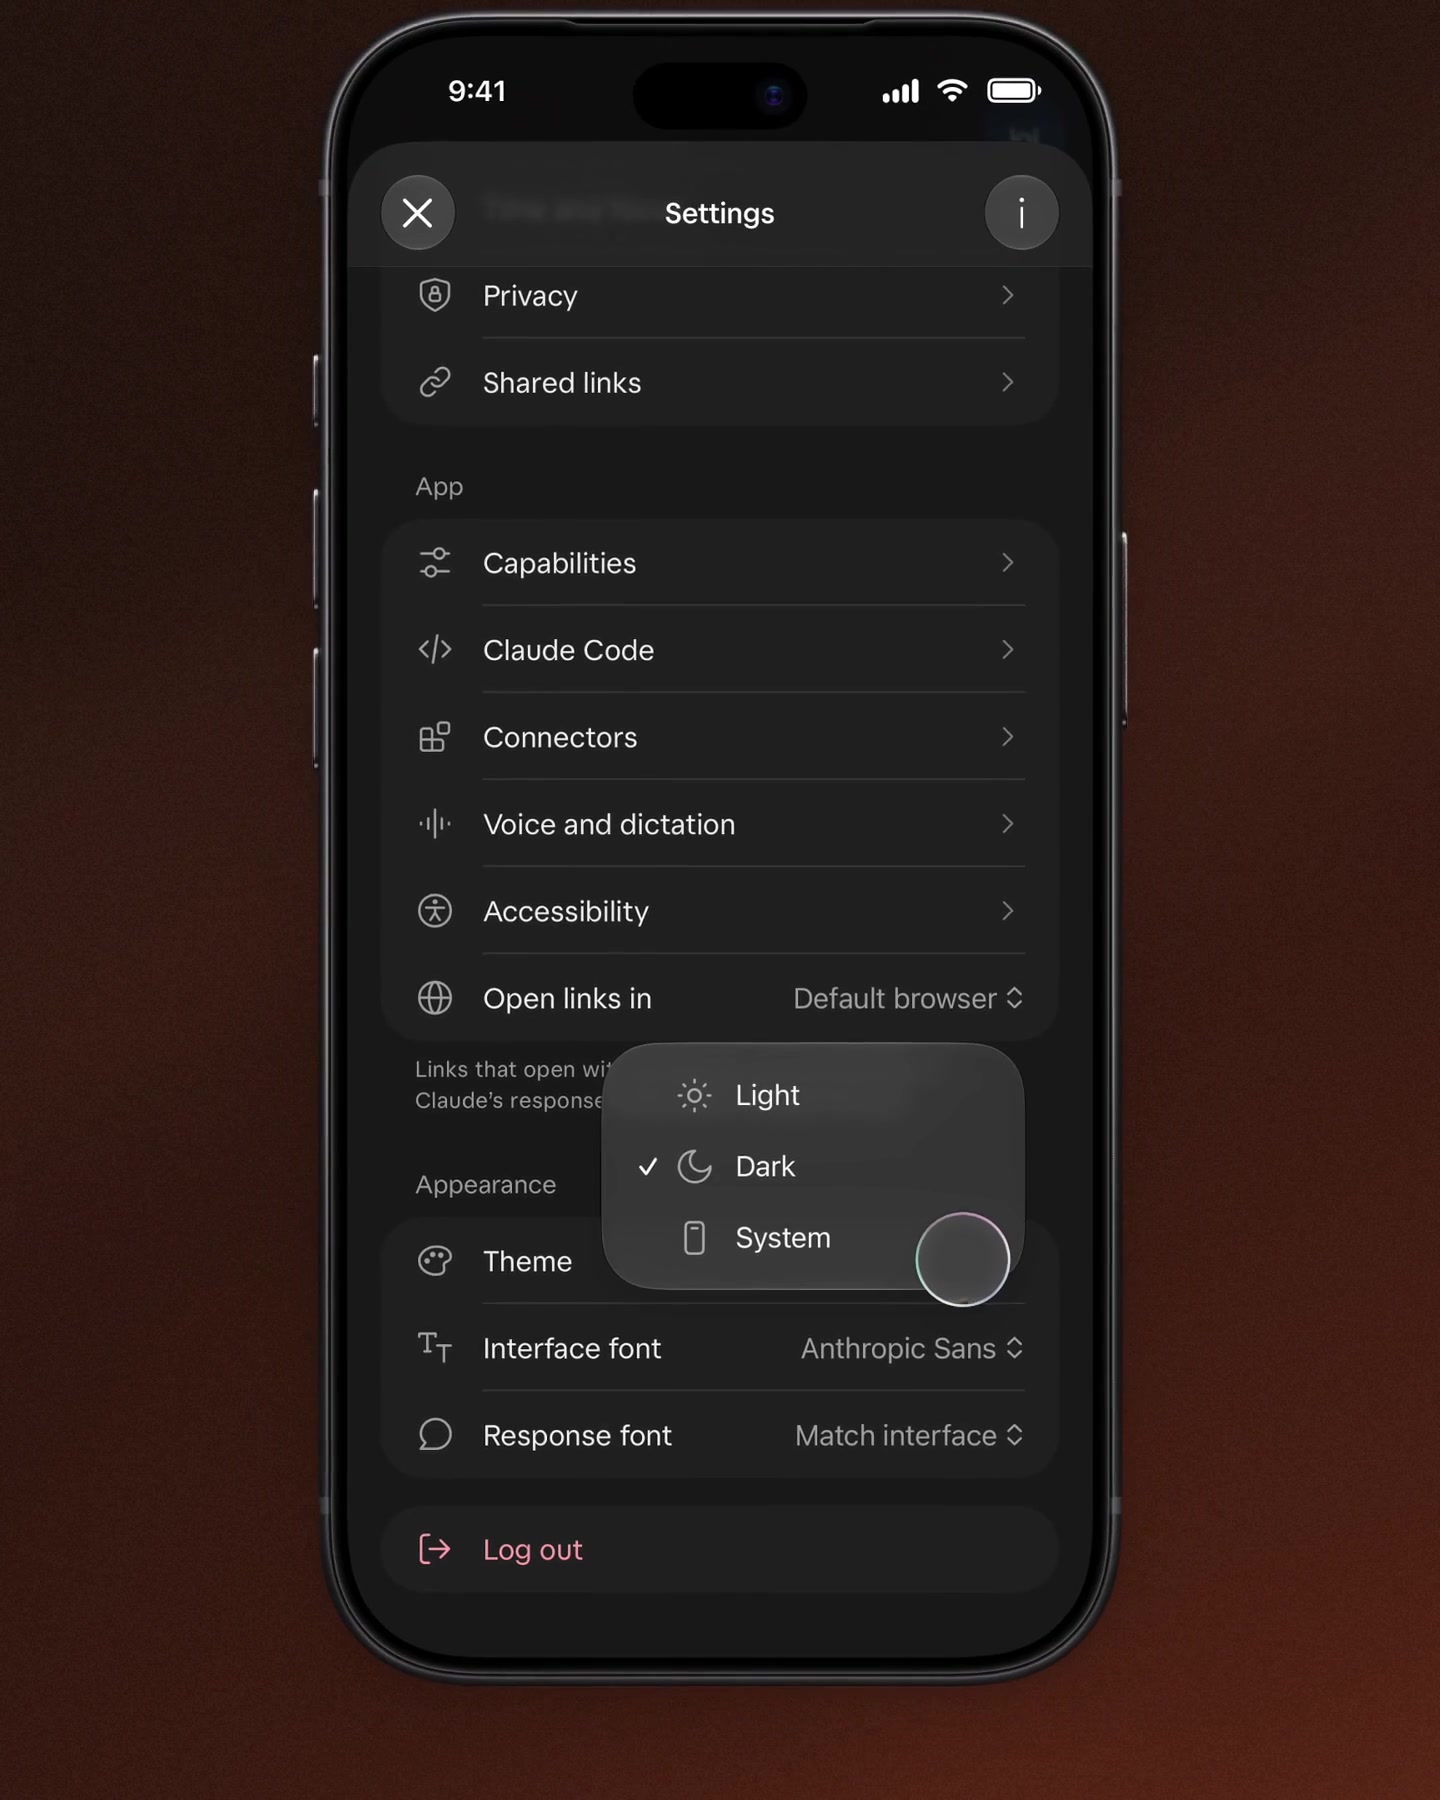 9:41
Settings
Privacy
Shared links
App
Capabilities
Claude Code
Connectors
Voice and dictation
Accessibility
Open links in Default browser
Links that open
Claude’s
Light
Dark
System
Appearance
Theme
Interface font Anthropic Sans
Response font Match interface
Log out